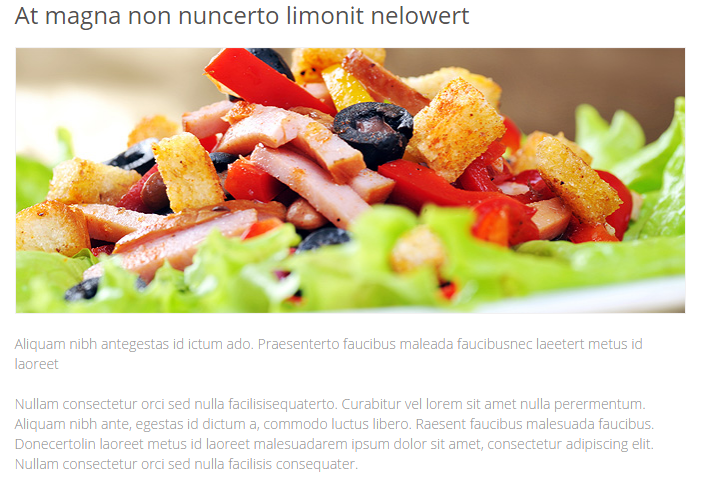 At magna non nuncerto limonit nelowert
Aliquam nibh antegestas id ictum ado. Praesenterto faucibus maleada faucibusnec laeetert metus id
laoreet
Nullam consectetur orci sed nulla facilisisequaterto. Curabitur vel lorem sit amet nulla perermentum.
Aliquam nibh ante, egestas id dictum a, commodo luctus libero. Raesent faucibus malesuada faucibus.
Donecertolin laoreet metus id laoreet malesuadarem ipsum dolor sit amet, consectetur adipiscing elit.
Nullam consectetur orci sed nulla facilisis consequater.